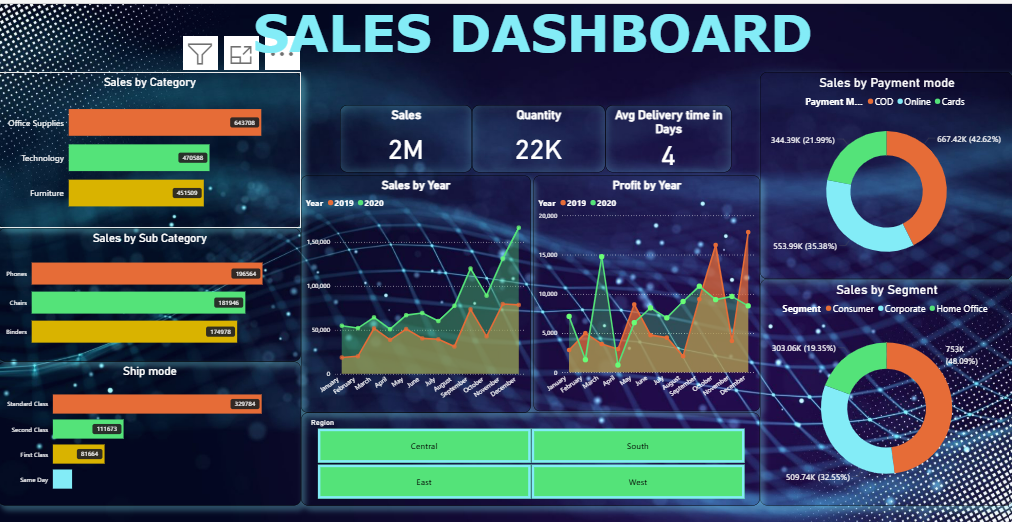 SALES DASHBOARD
Sales by Category
Office Supplies
643708
Technology
470588
Furniture
451509
Sales by Sub Category
Phones
196564
Chairs
181946
Binders
174978
Ship mode
Standard Class
329784
Second Class
111673
First Class
81664
Same Day
Sales
2M
Quantity
22K
Avg Delivery time in
Days
4
Sales by Year
Year 2019 2020
1,50,000
1,00,000
50,000
0
January
February
March
April
May
June
July
August
September
October
November
December
Profit by Year
Year 2019 2020
20,000
15,000
10,000
5,000
0
January
February
March
April
May
June
July
August
September
October
November
December
Region
Central
South
East
West
Sales by Payment mode
Payment M... COD Online Cards
344.39K (21.99%)
667.42K (42.62%)
553.99K (35.38%)
Sales by Segment
Segment Consumer Corporate Home Office
303.06K (19.35%)
753K
(48.09%)
509.74K (32.55%)